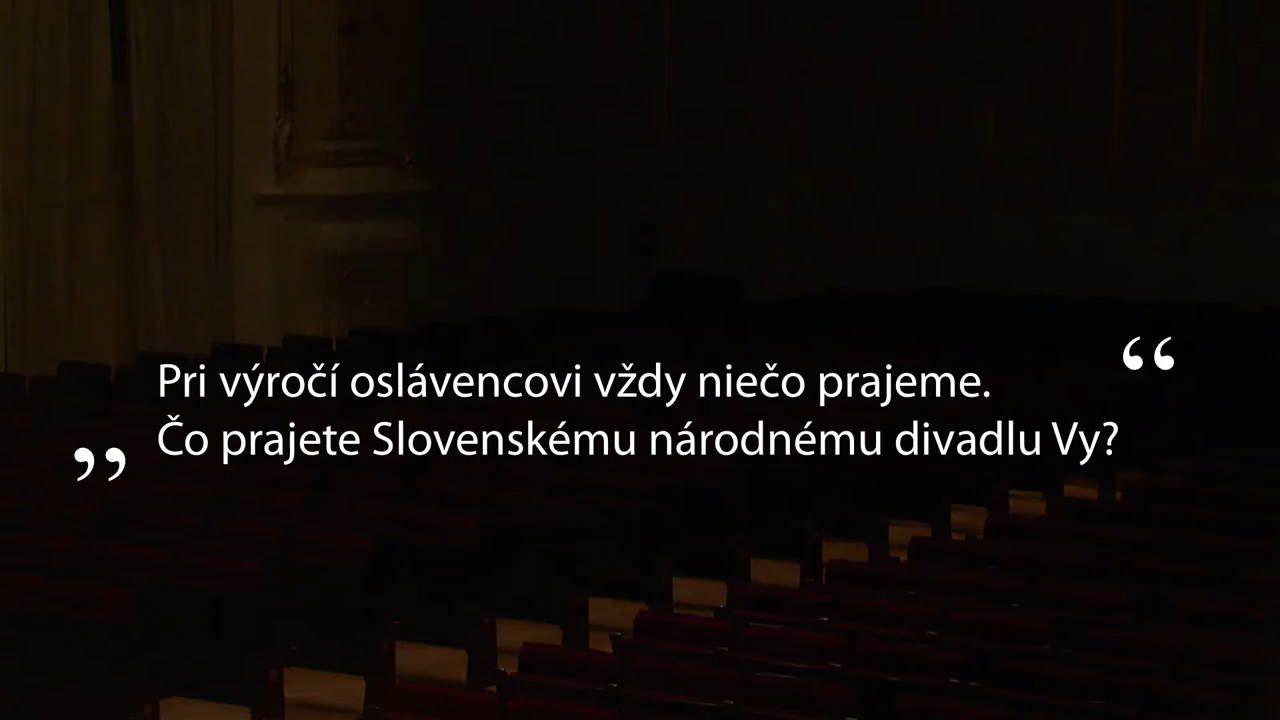 „Pri výročí oslávencovi vždy niečo prajeme.
Čo prajete Slovenskému národnému divadlu Vy?“